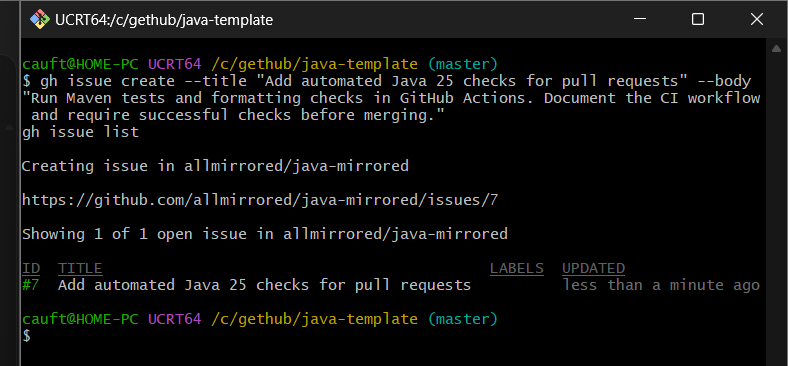 UCRT64:/c/gethub/java-template
cauft@HOME-PC UCRT64 /c/gethub/java-template (master)
$ gh issue create --title "Add automated Java 25 checks for pull requests" --body
"Run Maven tests and formatting checks in GitHub Actions. Document the CI workflow
and require successful checks before merging."
gh issue list
Creating issue in allmirrored/java-mirrored
https://github.com/allmirrored/java-mirrored/issues/7
Showing 1 of 1 open issue in allmirrored/java-mirrored
ID TITLE LABELS UPDATED
#7 Add automated Java 25 checks for pull requests less than a minute ago
cauft@HOME-PC UCRT64 /c/gethub/java-template (master)
$